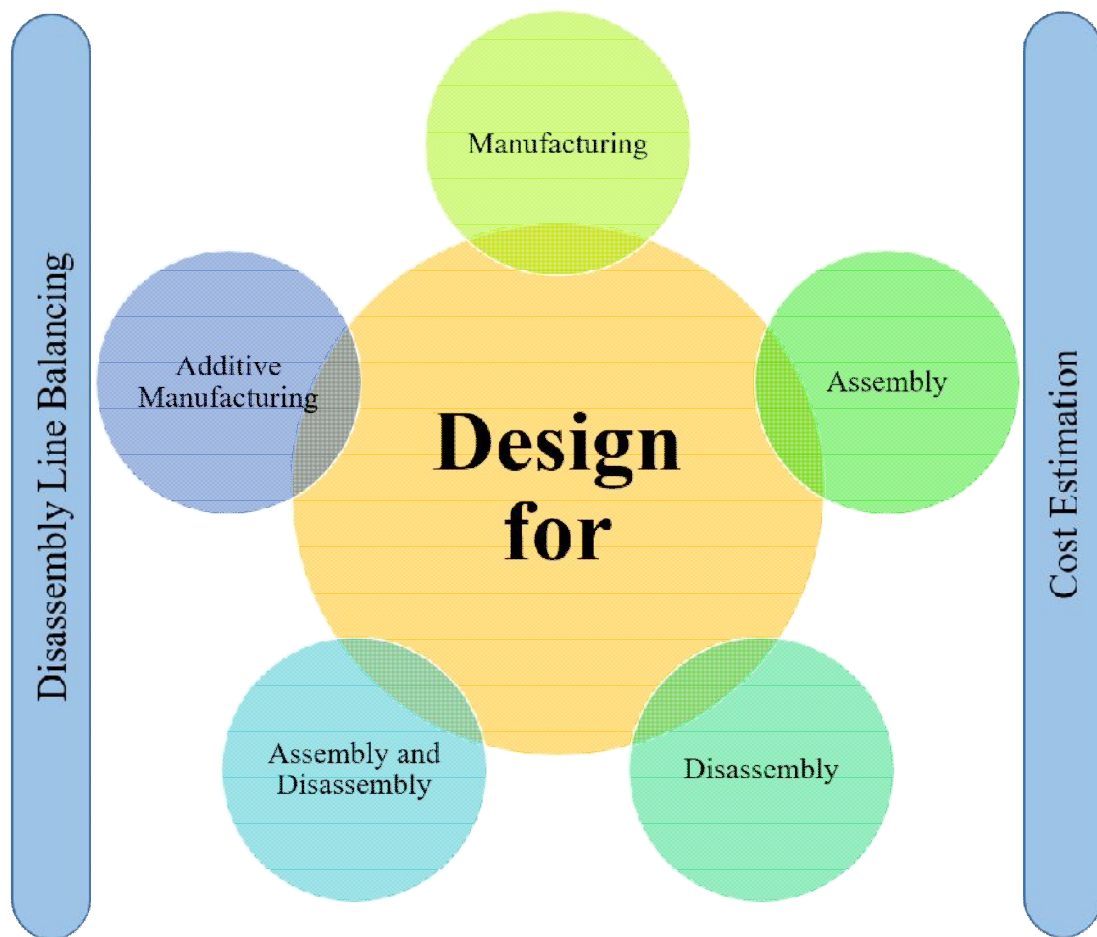 Disassembly Line Balancing
Manufacturing
Additive
Manufacturing
Assembly
Design
for
Assembly and
Disassembly
Disassembly
Cost Estimation